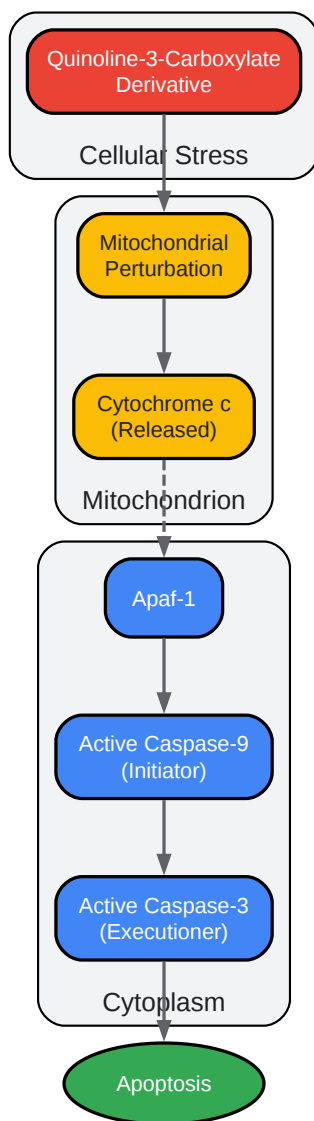 Quinoline-3-Carboxylate
Derivative
Cellular Stress
Mitochondrial
Perturbation
Cytochrome c
(Released)
Mitochondrion
Apaf-1
Active Caspase-9
(Initiator)
Active Caspase-3
(Executioner)
Cytoplasm
Apoptosis